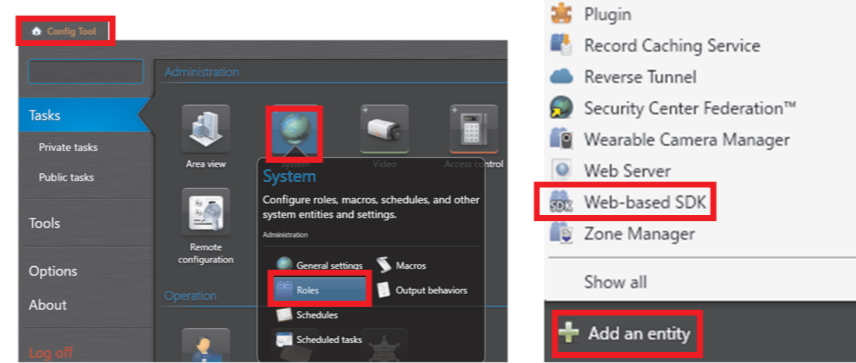 Config Tool
Administration
Tasks
Private tasks
Public tasks
Tools
Options
About
Log off
Area view
System
Video
Access control
Remote
configuration
Operation
System
Configure roles, macros, schedules, and other
system entities and settings.
Administration
General settings
Macros
Roles
Output behaviors
Schedules
Scheduled tasks
Plugin
Record Caching Service
Reverse Tunnel
Security Center Federation™
Wearable Camera Manager
Web Server
SDK Web-based SDK
Zone Manager
Show all
Add an entity